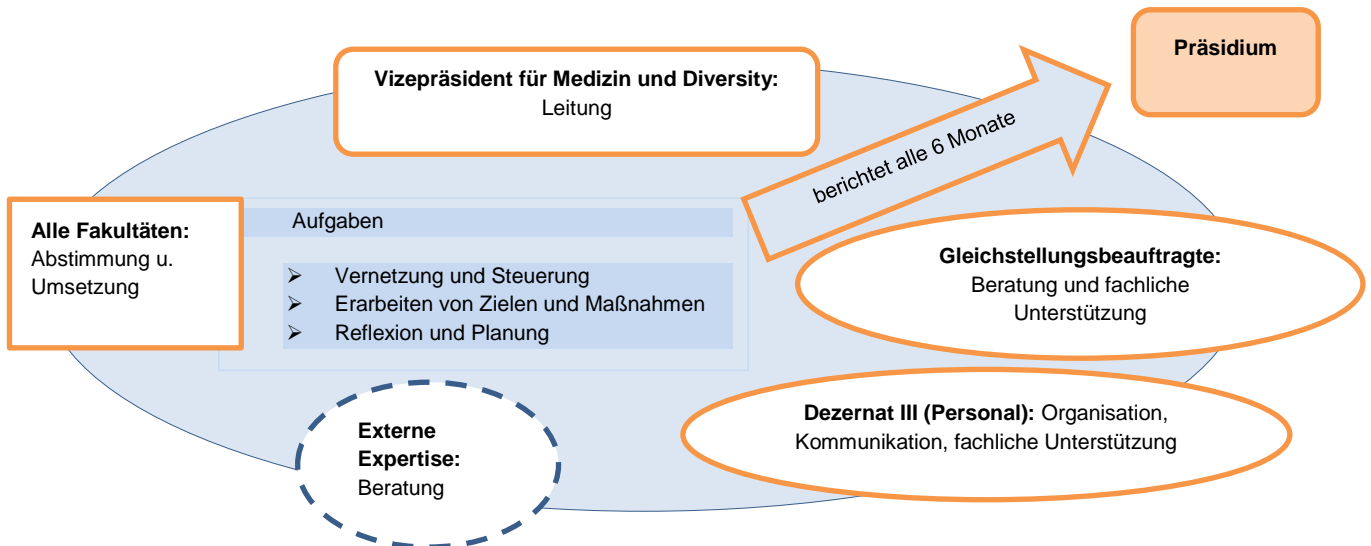 Präsidium
Vizepräsident für Medizin und Diversity:
Leitung
berichtet alle 6 Monate
Alle Fakultäten:
Abstimmung u.
Umsetzung
Aufgaben
➤ Vernetzung und Steuerung
➤ Erarbeiten von Zielen und Maßnahmen
➤ Reflexion und Planung
Gleichstellungsbeauftragte:
Beratung und fachliche
Unterstützung
Dezernat III (Personal): Organisation,
Kommunikation, fachliche Unterstützung
Externe
Expertise:
Beratung